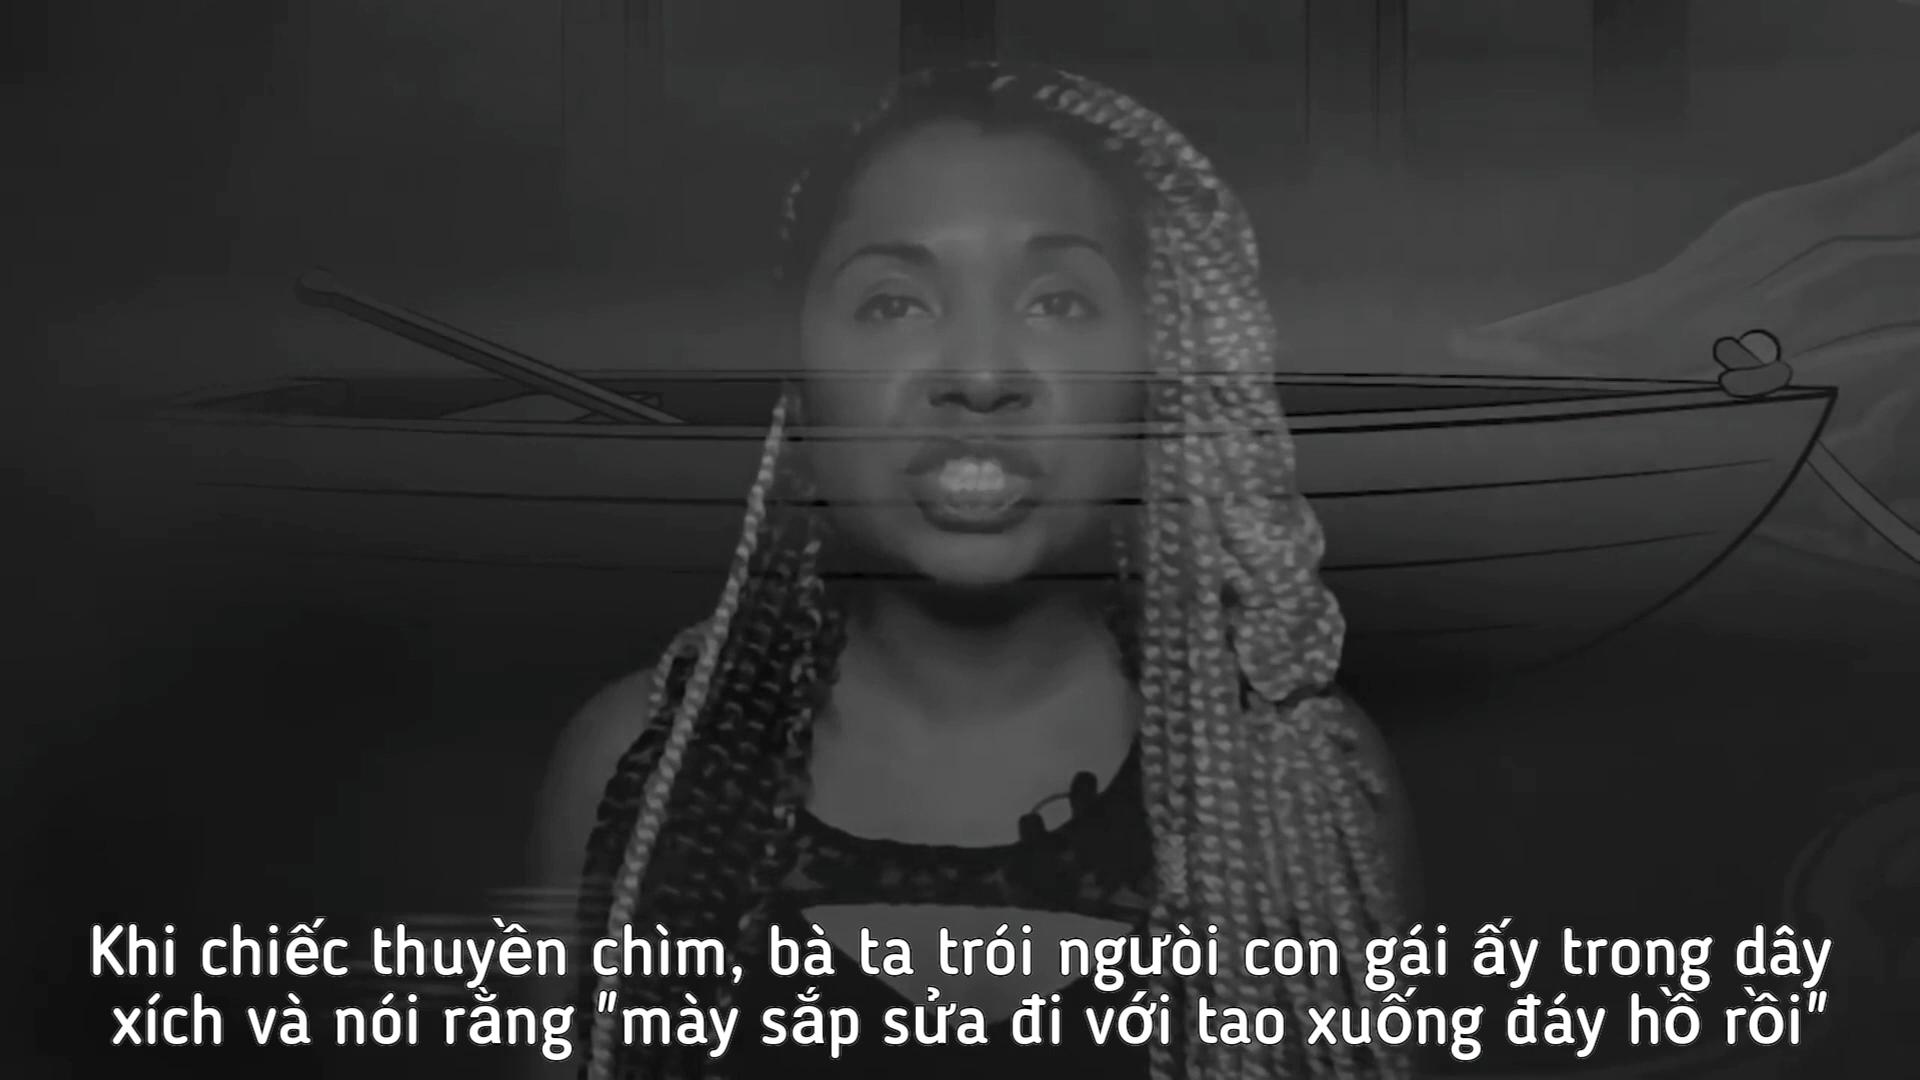 Khi chiếc thuyền chìm, bà ta trói ngưòi con gái ấy trong dây
xích và nói rằng "mày sắp sửa đi với tao xuống đáy hồ rồi"